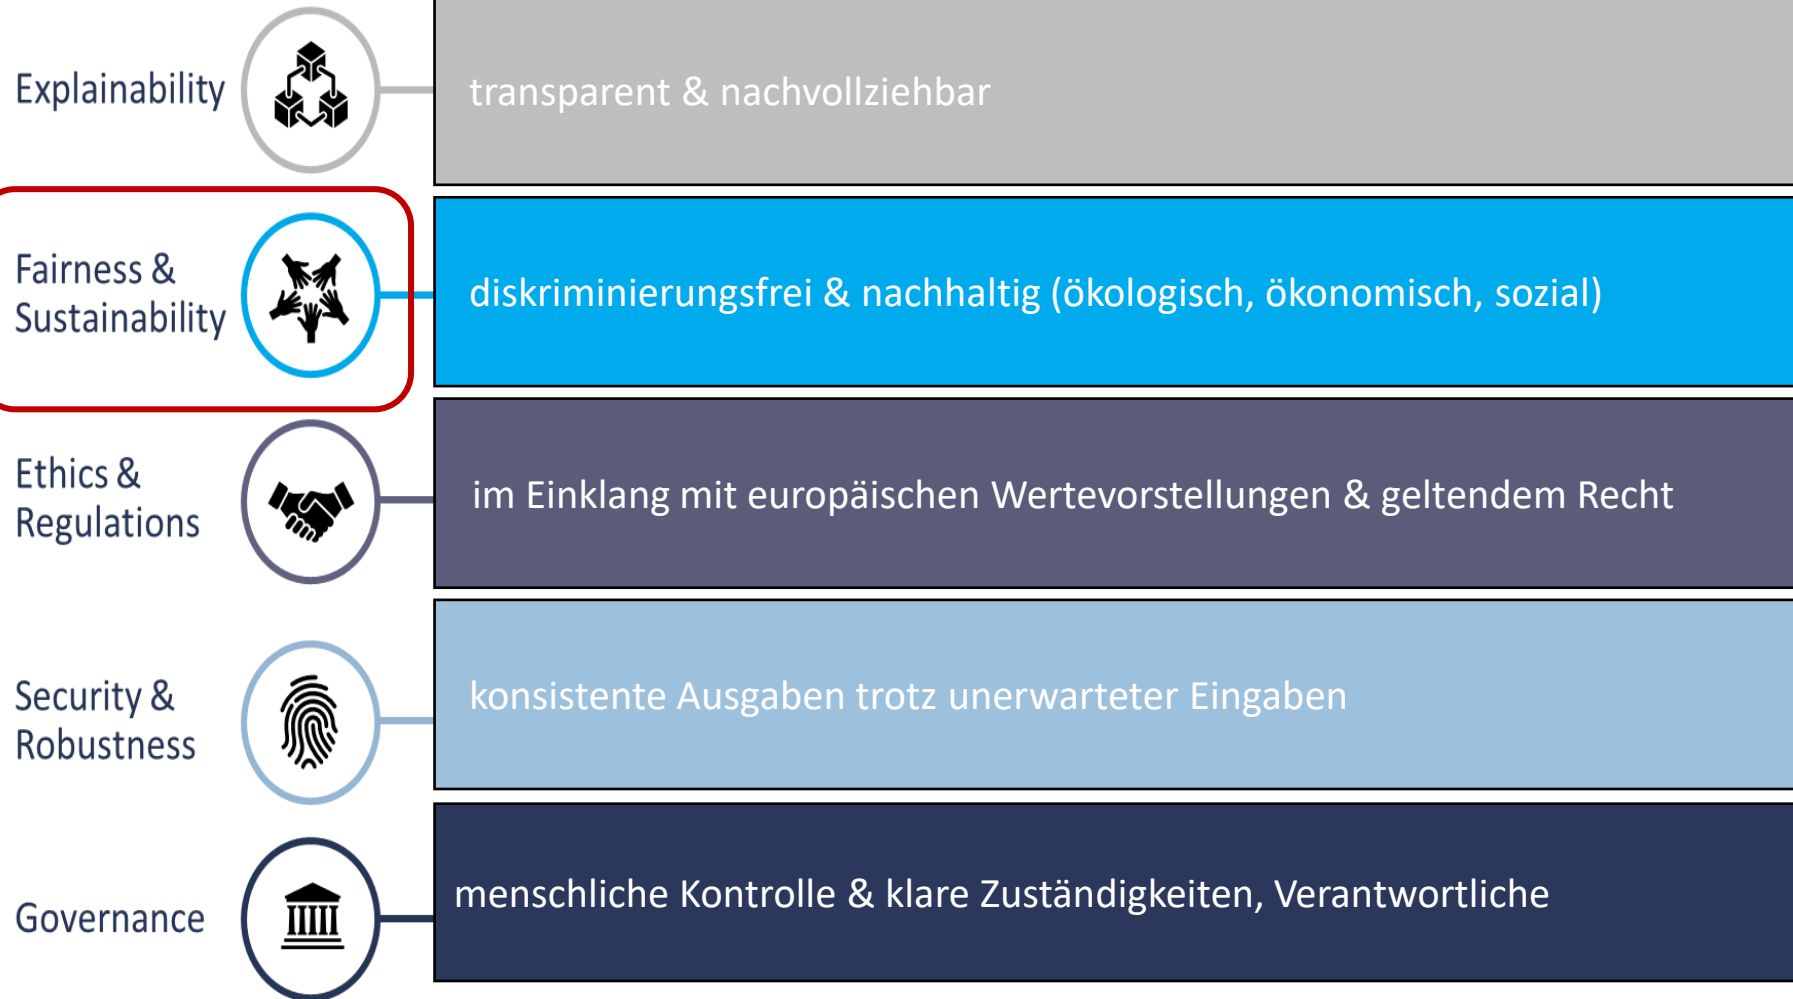 Explainability
transparent & nachvollziehbar
Fairness &
Sustainability
diskriminierungsfrei & nachhaltig (ökologisch, ökonomisch, sozial)
Ethics &
Regulations
im Einklang mit europäischen Wertevorstellungen & geltendem Recht
Security &
Robustness
konsistente Ausgaben trotz unerwarteter Eingaben
Governance
menschliche Kontrolle & klare Zuständigkeiten, Verantwortliche